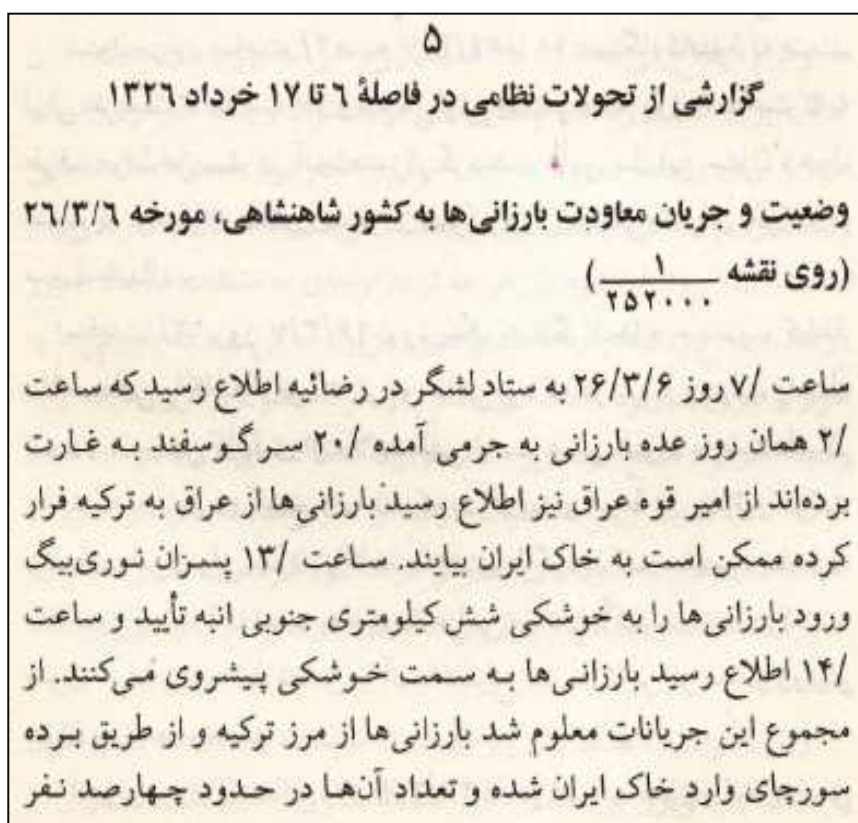 ۵
گزارشی از تحولات نظامی در فاصلهٔ ۶ تا ۱۷ خرداد ۱۳۲۶
وضعیت و جریان معاودت بارزانی‌ها به کشور شاهنشاهی، مورخه ۲۶/۳/۶
(روی نقشه ۱/۲۵۲۰۰۰)
ساعت /۷ روز ۲۶/۳/۶ به ستاد لشگر در رضائیه اطلاع رسید که ساعت
/۲ همان روز عده بارزانی به جرمی آمده /۲۰ سر گوسفند به غارت
برده‌اند از امیر قوه عراق نیز اطلاع رسید بارزانی‌ها از عراق به ترکیه فرار
کرده ممکن است به خاک ایران بیایند. ساعت /۱۳ پسران نوری‌بیگ
ورود بارزانی‌ها را به خوشکی شش کیلومتری جنوبی انبه تأیید و ساعت
/۱۴ اطلاع رسید بارزانی‌ها به سمت خوشکی پیشروی می‌کنند. از
مجموع این جریانات معلوم شد بارزانی‌ها از مرز ترکیه و از طریق برده
سورچای وارد خاک ایران شده و تعداد آن‌ها در حدود چهارصد نفر